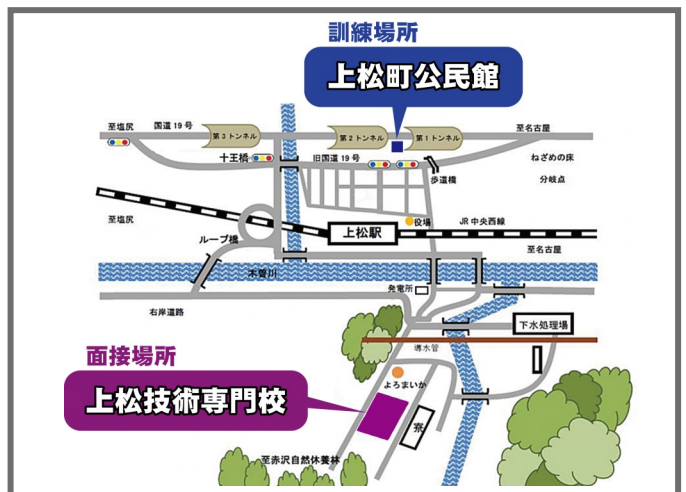 訓練場所
上松町公民館
至塩尻
国道19号
第3トンネル
第2トンネル
第1トンネル
至名古屋
十王橋
旧国道19号
歩道橋
ねざめの床
分岐点
至塩尻
ループ橋
上松駅
役場
JR中央西線
至名古屋
木曽川
発電所
右岸道路
下水処理場
導水管
面接場所
よろまいか
上松技術専門校
寮
至赤沢自然休養林